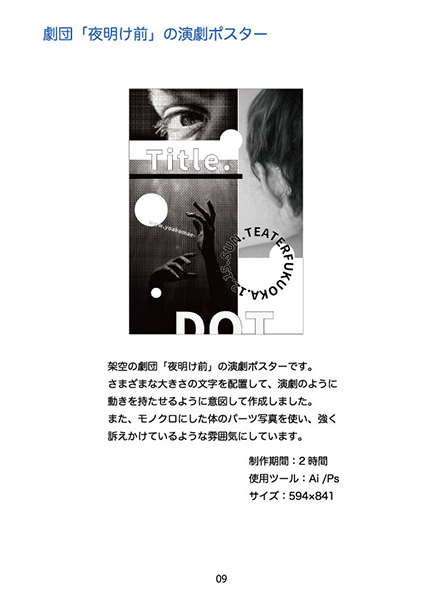 劇団「夜明け前」の演劇ポスター
Title.
www.yoakemae-
12.15.SUN.TEATERFUKUOKA.
DOT
架空の劇団「夜明け前」の演劇ポスターです。
さまざまな大きさの文字を配置して、演劇のように
動きを持たせるように意図して作成しました。
また、モノクロにした体のパーツ写真を使い、強く
訴えかけているような雰囲気にしています。
制作期間：2 時間
使用ツール：Ai /Ps
サイズ：594×841
09